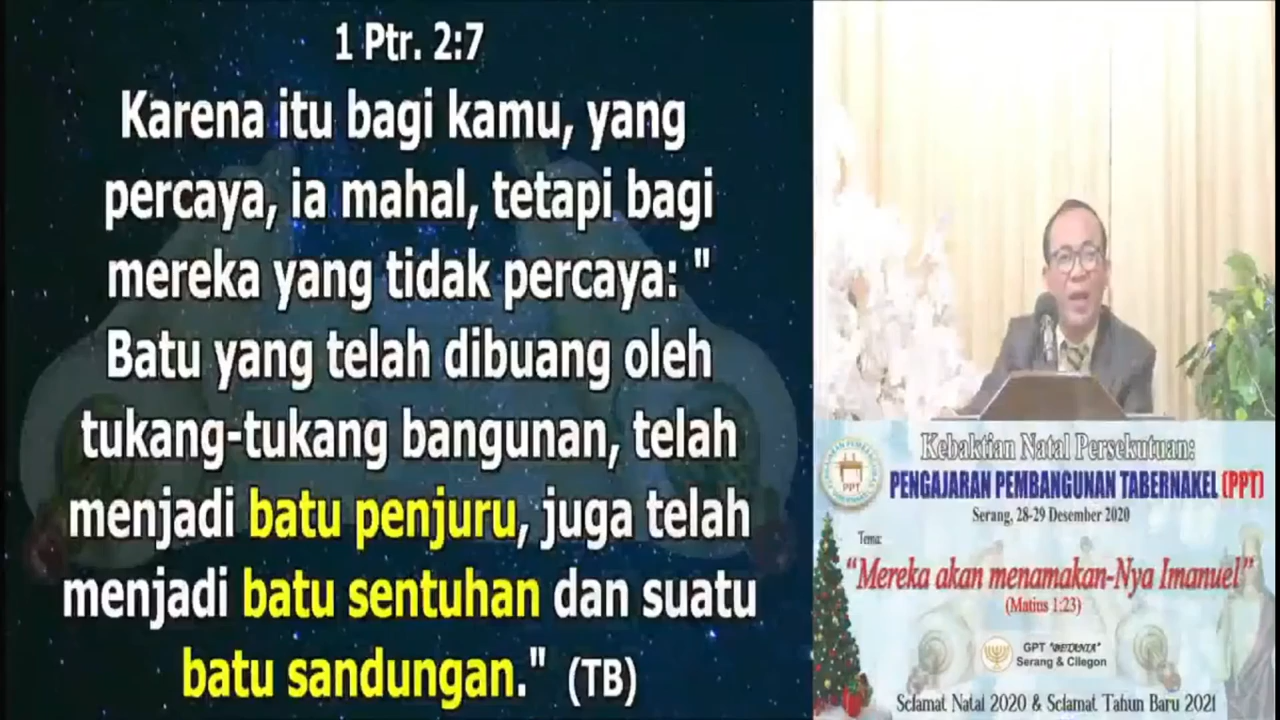 1 Ptr. 2:7
Karena itu bagi kamu, yang
percaya, ia mahal, tetapi bagi
mereka yang tidak percaya: "
Batu yang telah dibuang oleh
tukang-tukang bangunan, telah
menjadi batu penjuru, juga telah
menjadi batu sentuhan dan suatu
batu sandungan." (TB)
Kebaktian Natal Persekutuan:
PENGAJARAN PEMBANGUNAN TABERNAKEL (PPT)
Serang, 28-29 Desember 2020
PPT
Tema:
"Mereka akan menamakan-Nya Imanuel"
(Matius 1:23)
GPT
Serang & Cilegon
Selamat Natal 2020 & Selamat Tahun Baru 2021